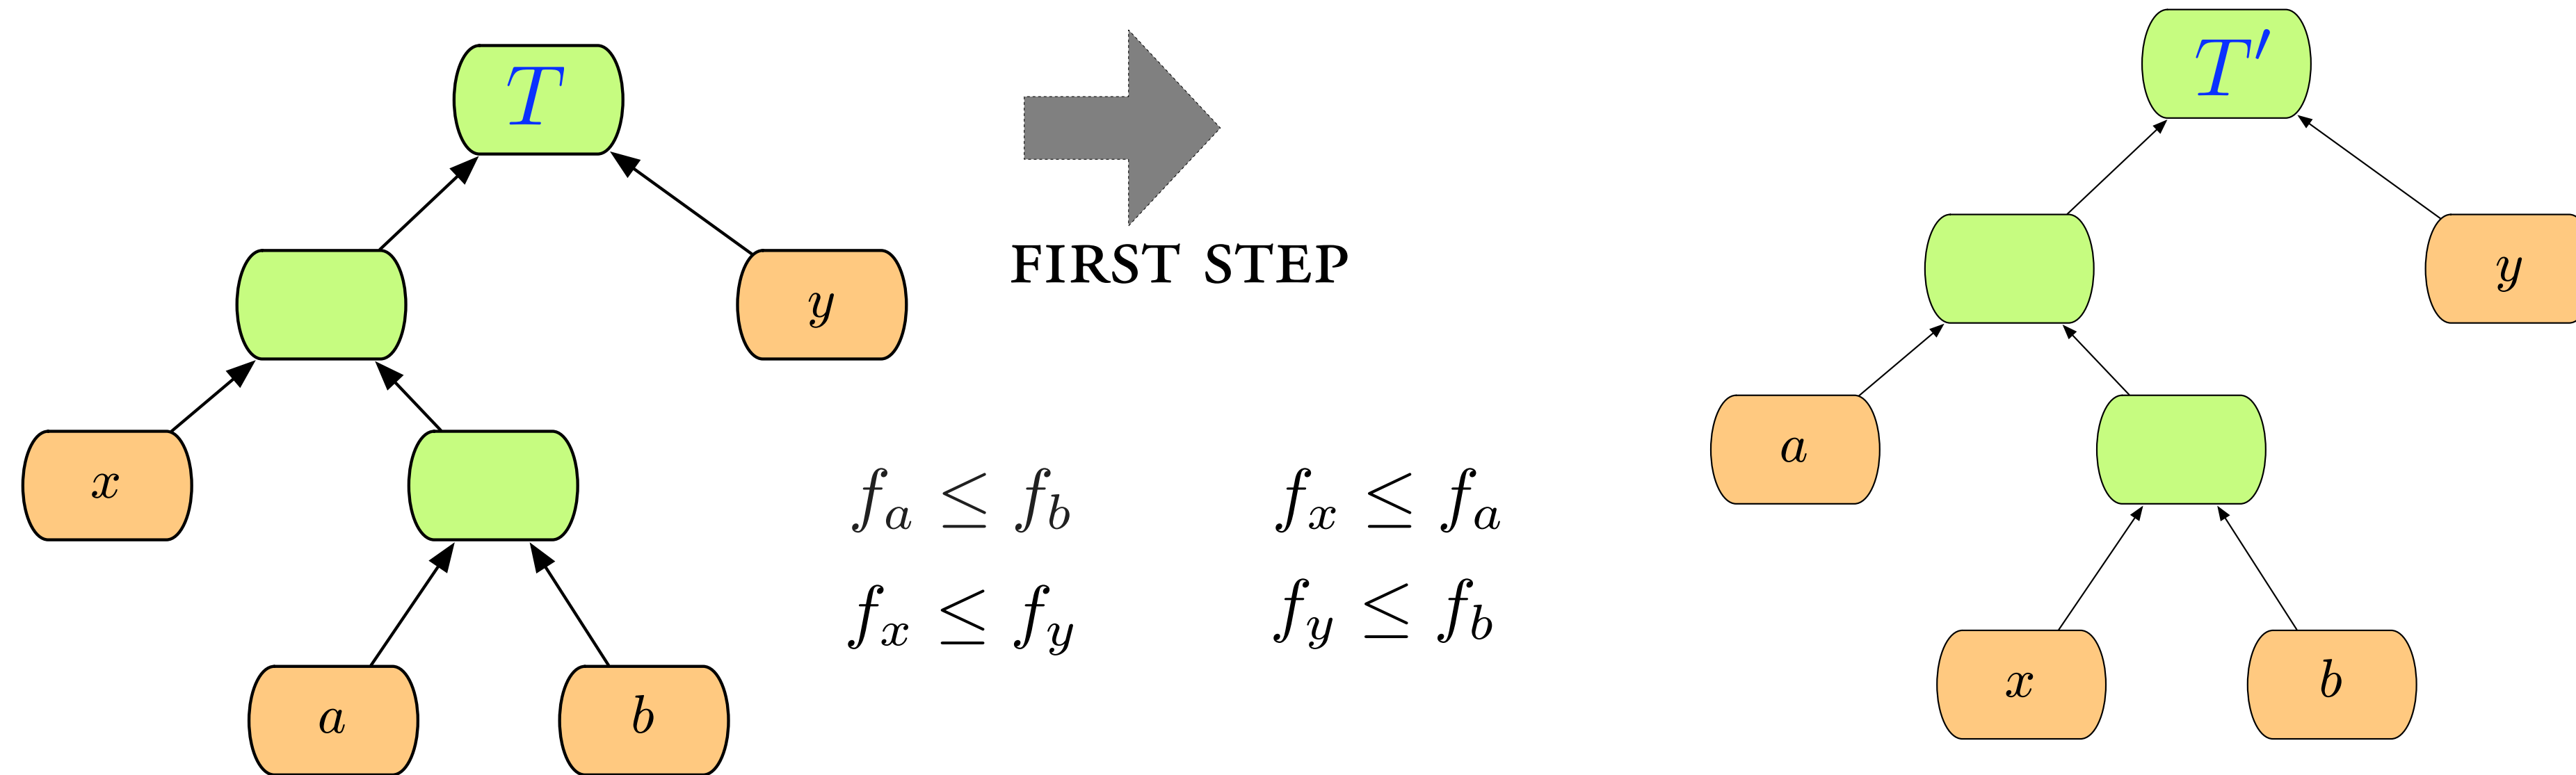 T
y
x
a
b
FIRST STEP
f_a ≤ f_b
f_x ≤ f_y
f_x ≤ f_a
f_y ≤ f_b
T′
y
a
x
b